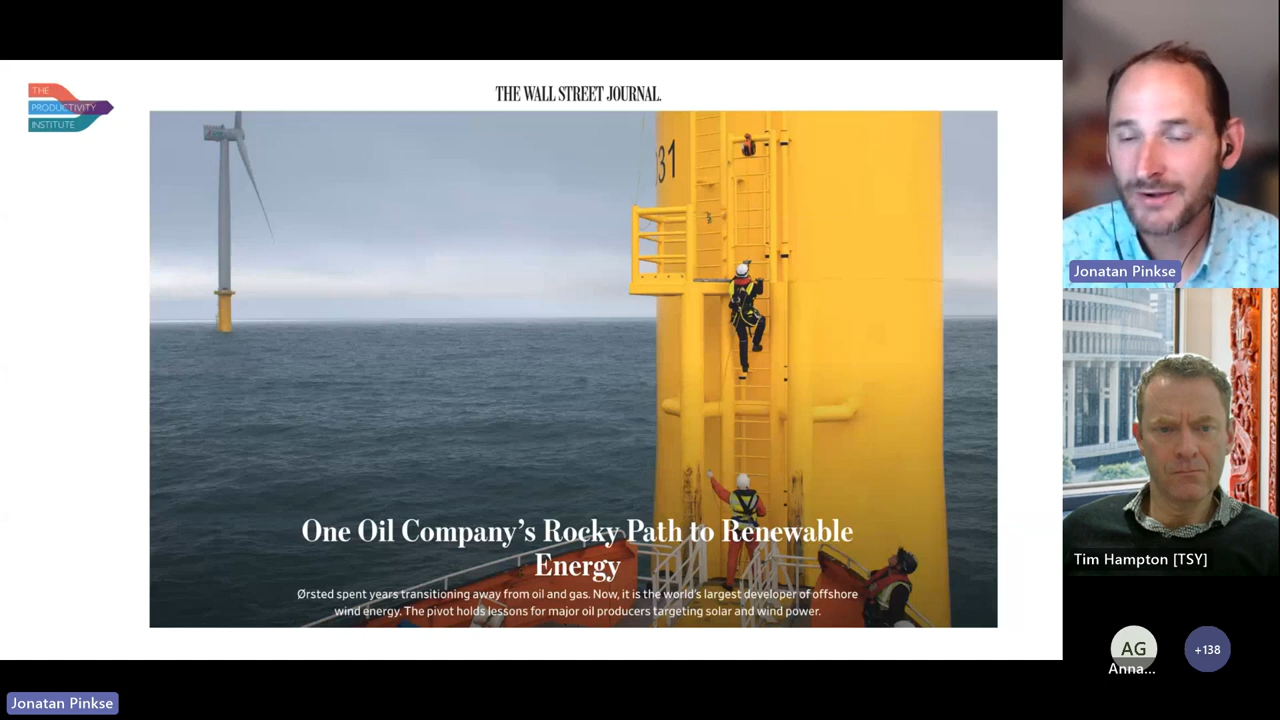 THE
PRODUCTIVITY
INSTITUTE
THE WALL STREET JOURNAL.
31
One Oil Company's Rocky Path to Renewable
Energy
Ørsted spent years transitioning away from oil and gas. Now, it is the world's largest developer of offshore
wind energy. The pivot holds lessons for major oil producers targeting solar and wind power.
Jonatan Pinkse
Tim Hampton [TSY]
AG
Anna...
+138
Jonatan Pinkse